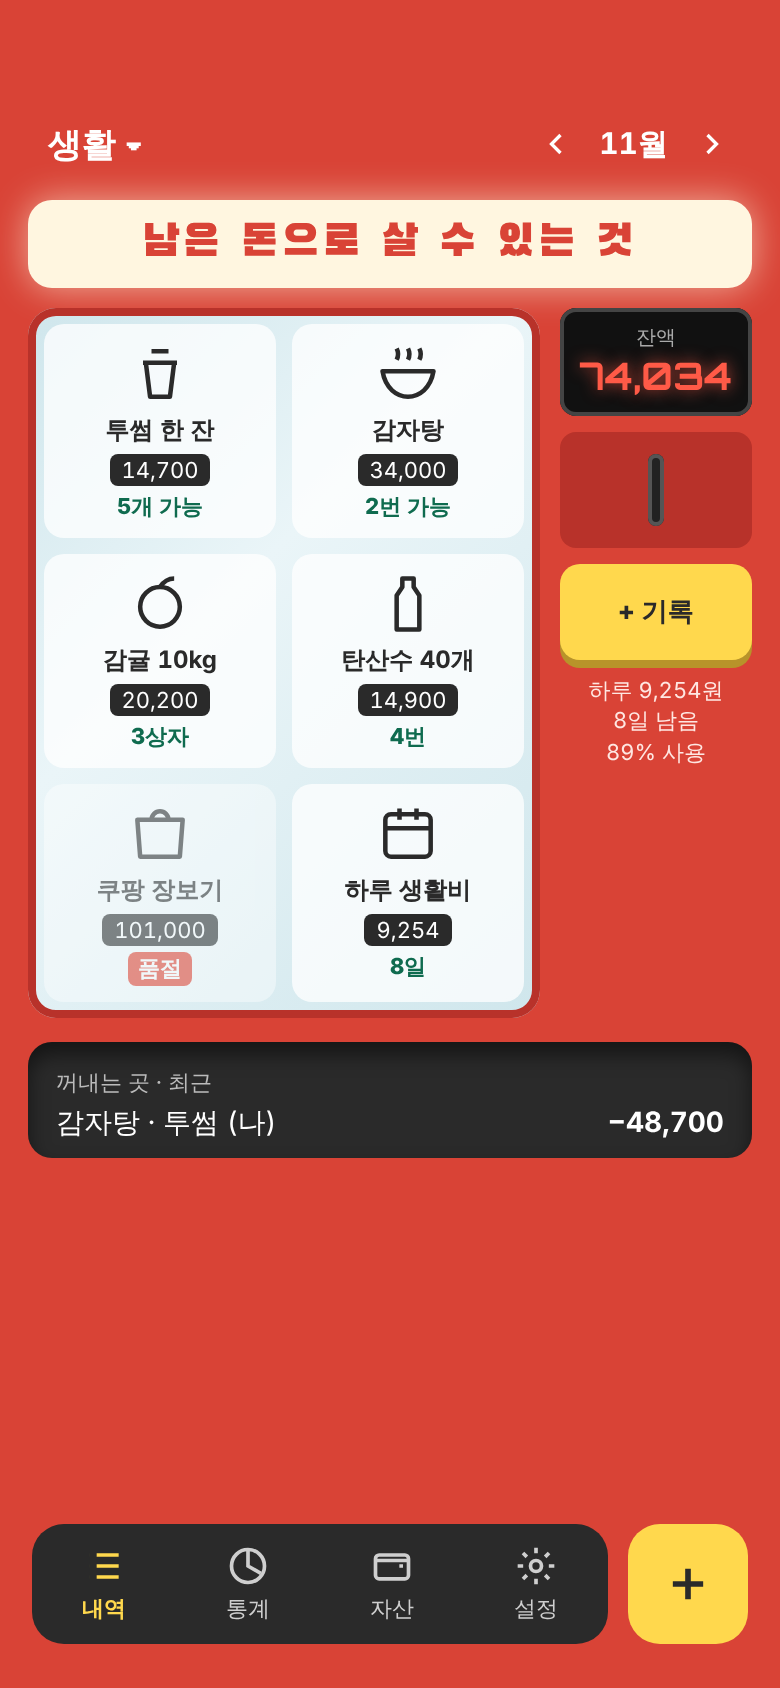 생활
11월
남은 돈으로 살 수 있는 것
투썸 한 잔
14,700
5개 가능
감자탕
34,000
2번 가능
감귤 10kg
20,200
3상자
탄산수 40개
14,900
4번
쿠팡 장보기
101,000
품절
하루 생활비
9,254
8일
잔액
74,034
+ 기록
하루 9,254원
8일 남음
89% 사용
꺼내는 곳 · 최근
감자탕 · 투썸 (나)
−48,700
내역
통계
자산
설정
+